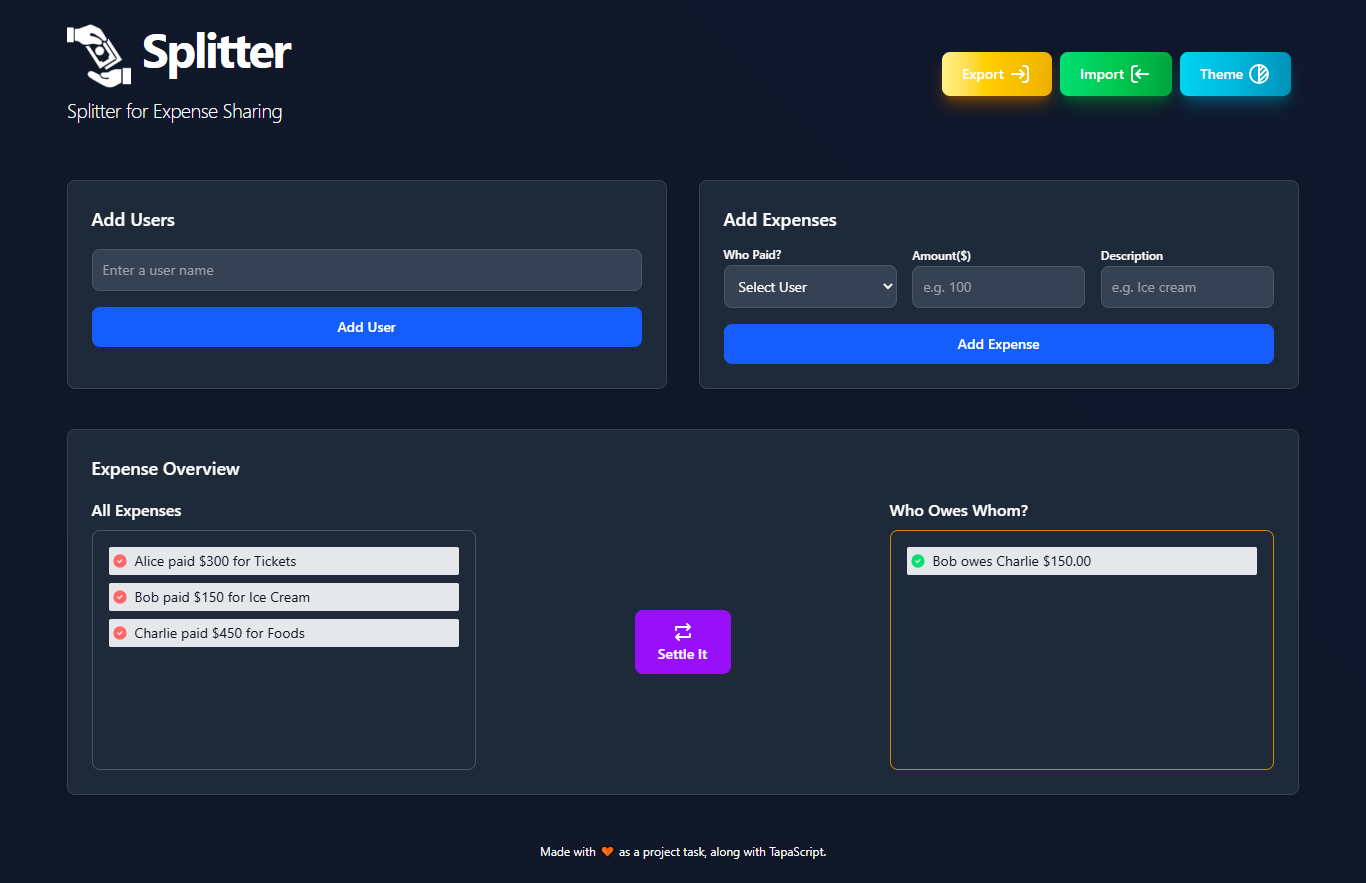 Splitter
Splitter for Expense Sharing
Export
Import
Theme
Add Users
Enter a user name
Add User
Add Expenses
Who Paid?
Amount($)
Description
Select User
e.g. 100
e.g. Ice cream
Add Expense
Expense Overview
All Expenses
Alice paid $300 for Tickets
Bob paid $150 for Ice Cream
Charlie paid $450 for Foods
Settle It
Who Owes Whom?
Bob owes Charlie $150.00
Made with 🧡 as a project task, along with TapaScript.